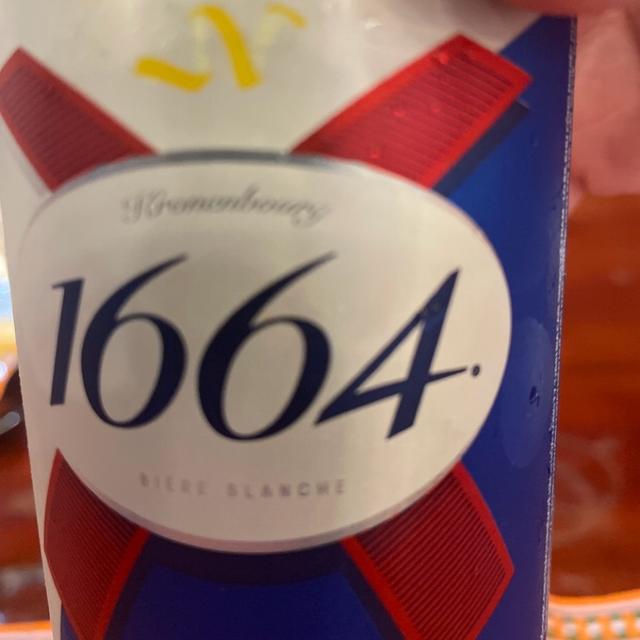 Kronenbourg
1664.
BIÈRE BLANCHE